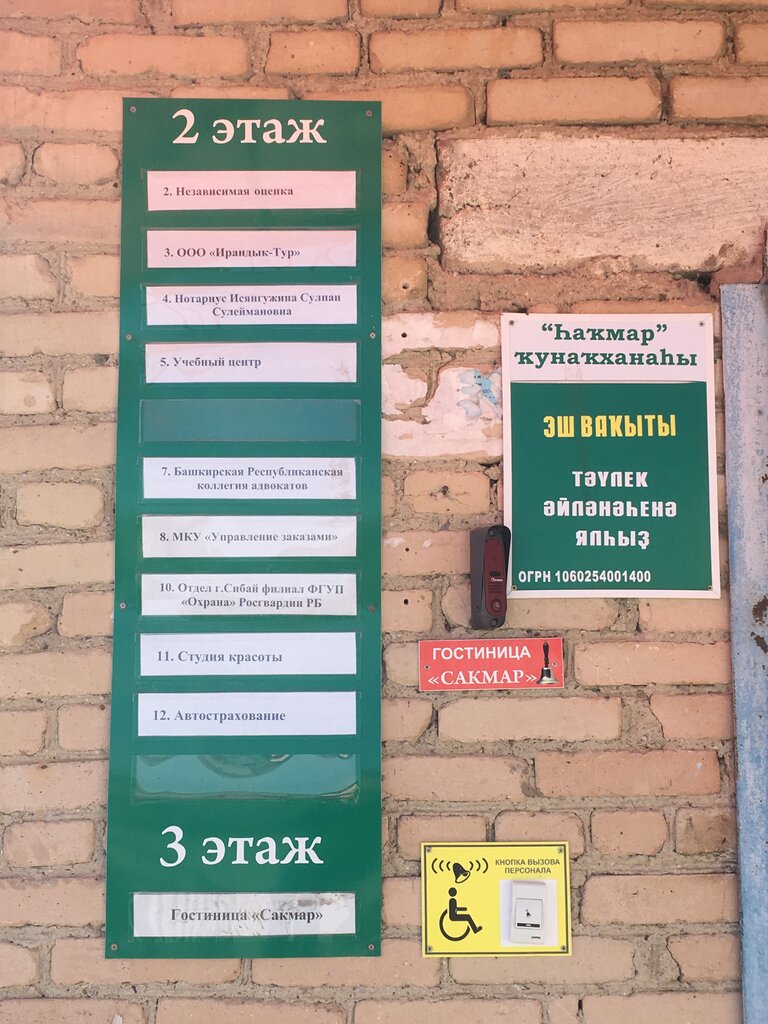 2 этаж
2. Независимая оценка
3. ООО «Ирандык-Тур»
4. Нотариус Исянгужина Сулпан
Сулеймановна
5. Учебный центр
7. Башкирская Республиканская
коллегия адвокатов
8. МКУ «Управление заказами»
10. Отдел г.Сибай филиал ФГУП
«Охрана» Росгвардии РБ
11. Студия красоты
12. Автострахование
3 этаж
Гостиница «Сакмар»
“Һаҡмар”
ҡунаҡханаһы
ЭШ ВАҠЫТЫ
ТӘҮЛЕК
ӘЙЛӘНӘҺЕНӘ
ЯЛҺЫҘ
ОГРН 1060254001400
ГОСТИНИЦА
«САКМАР»
КНОПКА ВЫЗОВА
ПЕРСОНАЛА